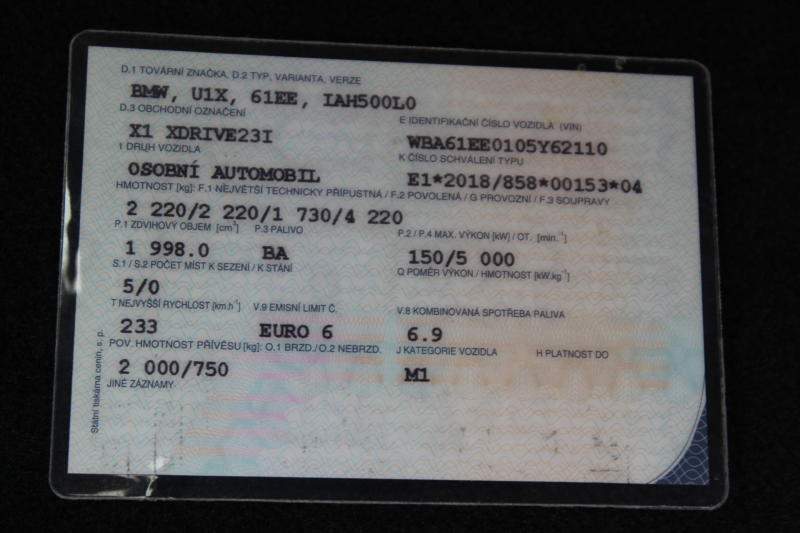 D.1 TOVÁRNÍ ZNAČKA, D.2 TYP, VARIANTA, VERZE
BMW, U1X, 61EE, IAH500L0
D.3 OBCHODNÍ OZNAČENÍ
X1 XDRIVE23I
E IDENTIFIKAČNÍ ČÍSLO VOZIDLA (VIN)
WBA61EE0105Y62110
1 DRUH VOZIDLA
OSOBNÍ AUTOMOBIL
K ČÍSLO SCHVÁLENÍ TYPU
E1*2018/858*00153*04
HMOTNOST [kg]: F.1 NEJVĚTŠÍ TECHNICKY PŘÍPUSTNÁ / F.2 POVOLENÁ / G PROVOZNÍ / F.3 SOUPRAVY
2 220/2 220/1 730/4 220
P.1 ZDVIHOVÝ OBJEM [cm³] P.3 PALIVO
1 998.0 BA
P.2 / P.4 MAX. VÝKON [kW] / OT. [min.⁻¹]
150/5 000
S.1 / S.2 POČET MÍST K SEZENÍ / K STÁNÍ
5/0
Q POMĚR VÝKON / HMOTNOST [kW.kg⁻¹]
T NEJVYŠŠÍ RYCHLOST [km.h⁻¹] V.9 EMISNÍ LIMIT Č.
233 EURO 6
V.8 KOMBINOVANÁ SPOTŘEBA PALIVA
6.9
POV. HMOTNOST PŘÍVĚSU [kg]: O.1 BRZD./O.2 NEBRZD.
2 000/750
J KATEGORIE VOZIDLA H PLATNOST DO
M1
JINÉ ZÁZNAMY
Státní tiskárna cenin, s. p.